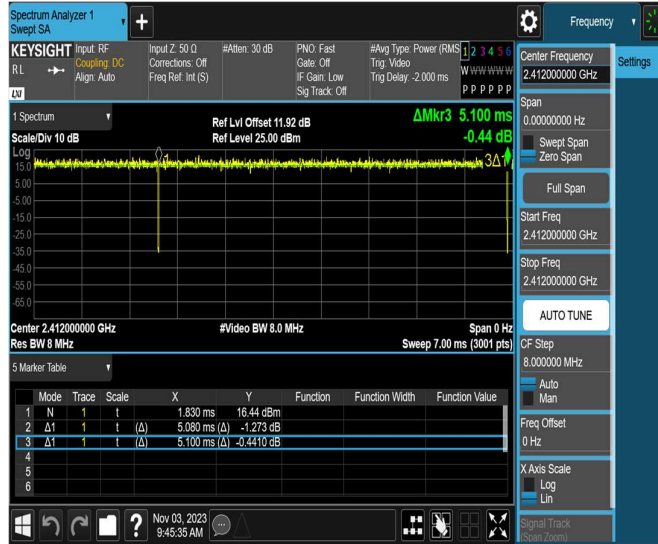 Spectrum Analyzer 1
Swept SA
+
Frequency
KEYSIGHT
RL
LXI
Input: RF
Coupling: DC
Align: Auto
Input Z: 50 Ω
Corrections: Off
Freq Ref: Int (S)
#Atten: 30 dB
PNO: Fast
Gate: Off
IF Gain: Low
Sig Track: Off
#Avg Type: Power (RMS
Trig: Video
Trig Delay: -2.000 ms
1 2 3 4 5 6
W W W W W W
P P P P P P
1 Spectrum
Scale/Div 10 dB
Log
Ref Lvl Offset 11.92 dB
Ref Level 25.00 dBm
ΔMkr3 5.100 ms
-0.44 dB
15.0
5.00
-5.00
-15.0
-25.0
-35.0
-45.0
-55.0
-65.0
1
3Δ1
Center 2.412000000 GHz
Res BW 8 MHz
#Video BW 8.0 MHz
Span 0 Hz
Sweep 7.00 ms (3001 pts)
5 Marker Table
Mode Trace Scale X Y Function Function Width Function Value
1 N 1 t 1.830 ms 16.44 dBm
2 Δ1 1 t (Δ) 5.080 ms (Δ) -1.273 dB
3 Δ1 1 t (Δ) 5.100 ms (Δ) -0.4410 dB
4
5
6
?
Nov 03, 2023
9:45:35 AM
Center Frequency
2.412000000 GHz
Span
0.00000000 Hz
Swept Span
Zero Span
Full Span
Start Freq
2.412000000 GHz
Stop Freq
2.412000000 GHz
AUTO TUNE
CF Step
8.000000 MHz
Auto
Man
Freq Offset
0 Hz
X Axis Scale
Log
Lin
Signal Track
(Span Zoom)
Settings